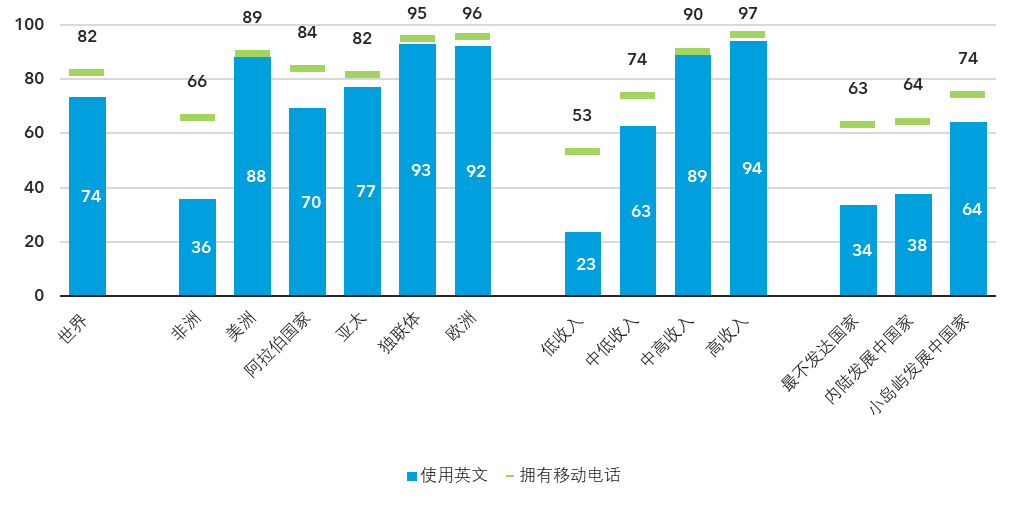 82 66 89 84 82 95 96 53 74 90 97 63 64 74
100
80
60
40
20
0
74 36 88 70 77 93 92 23 63 89 94 34 38 64
世界 非洲 美洲 阿拉伯国家 亚太 独联体 欧洲 低收入 中低收入 中高收入 高收入 最不发达国家 内陆发展中国家 小岛屿发展中国家
使用英文 拥有移动电话